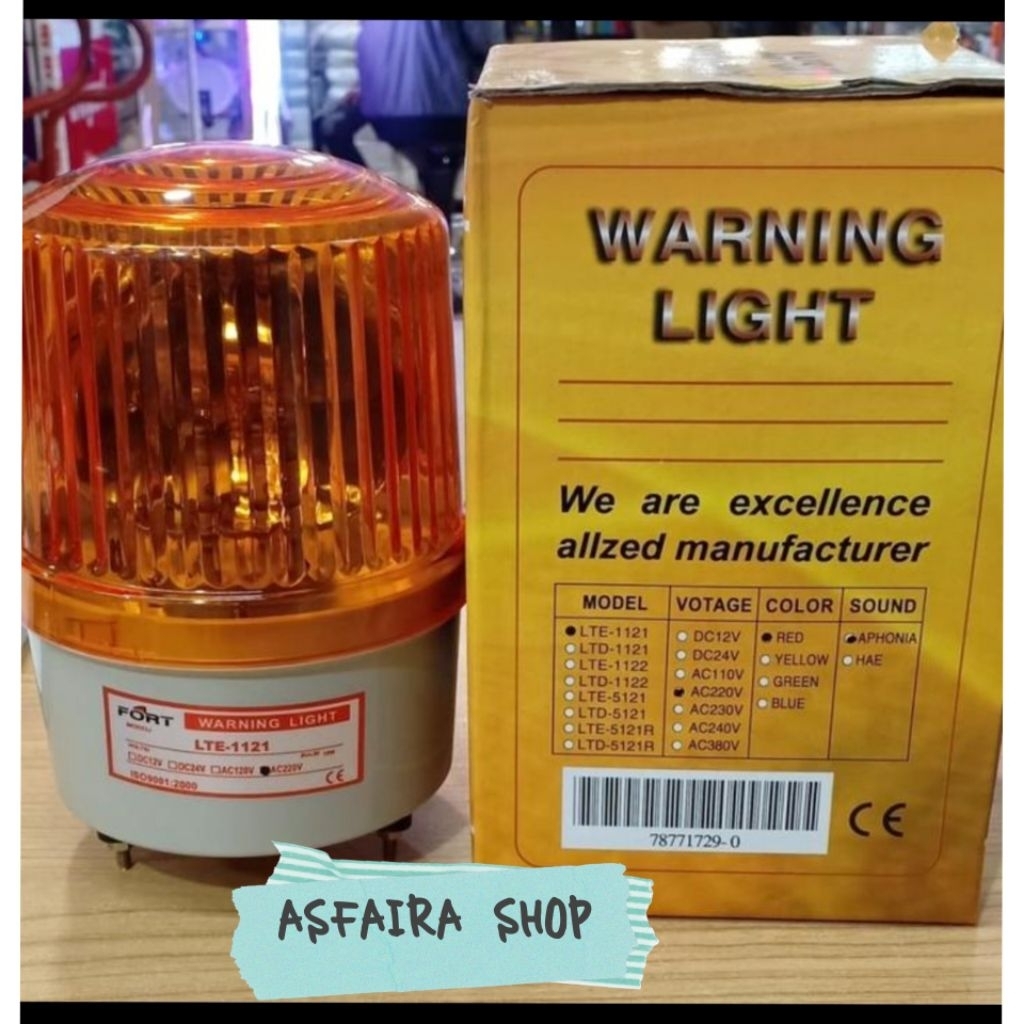 WARNING
LIGHT
We are excellence
allzed manufacturer
MODEL VOTAGE COLOR SOUND
LTE-1121 DC12V RED APHONIA
LTD-1121 DC24V YELLOW HAE
LTE-1122 AC110V GREEN
LTD-1122 AC220V BLUE
LTE-5121 AC230V
LTD-5121 AC240V
LTE-5121R AC380V
LTD-5121R
78771729-0
CE
FORT WARNING LIGHT
LTE-1121
DC12V DC24V AC120V AC220V
ISO9001:2000 CE
ASFAIRA SHOP